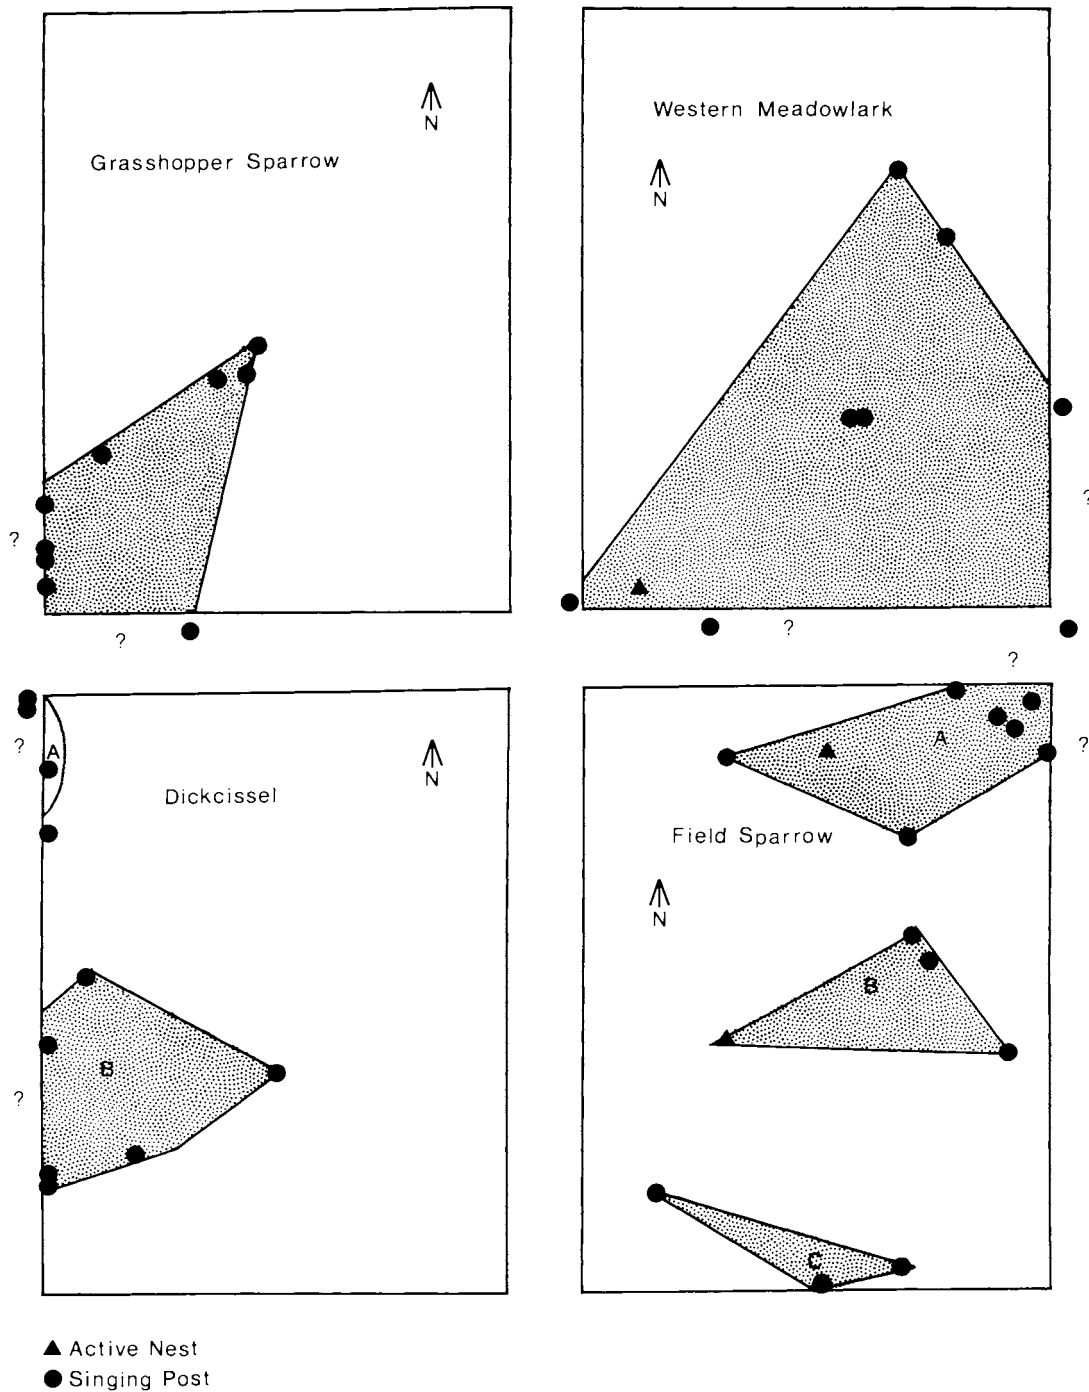 N
Grasshopper Sparrow
?
?
Western Meadowlark
N
?
?
A
?
N
Dickcissel
B
?
?
A
?
Field Sparrow
N
B
C
Active Nest
Singing Post